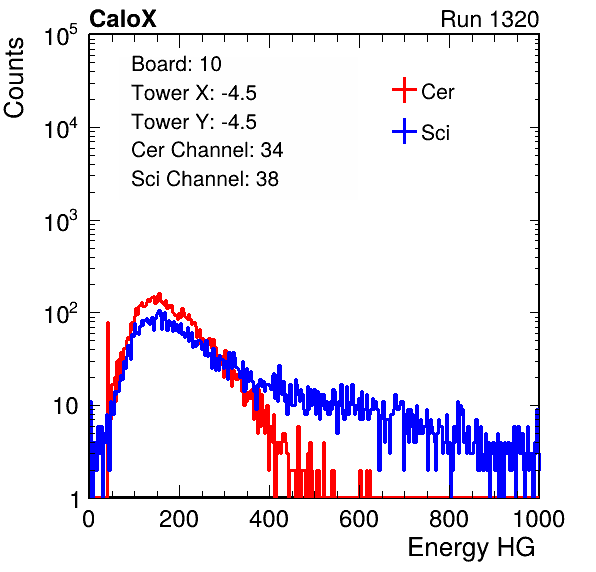 CaloX Run 1320
Counts
10^5
10^4
10^3
10^2
10
1
Board: 10
Tower X: -4.5
Tower Y: -4.5
Cer Channel: 34
Sci Channel: 38
Cer
Sci
0 200 400 600 800 1000
Energy HG